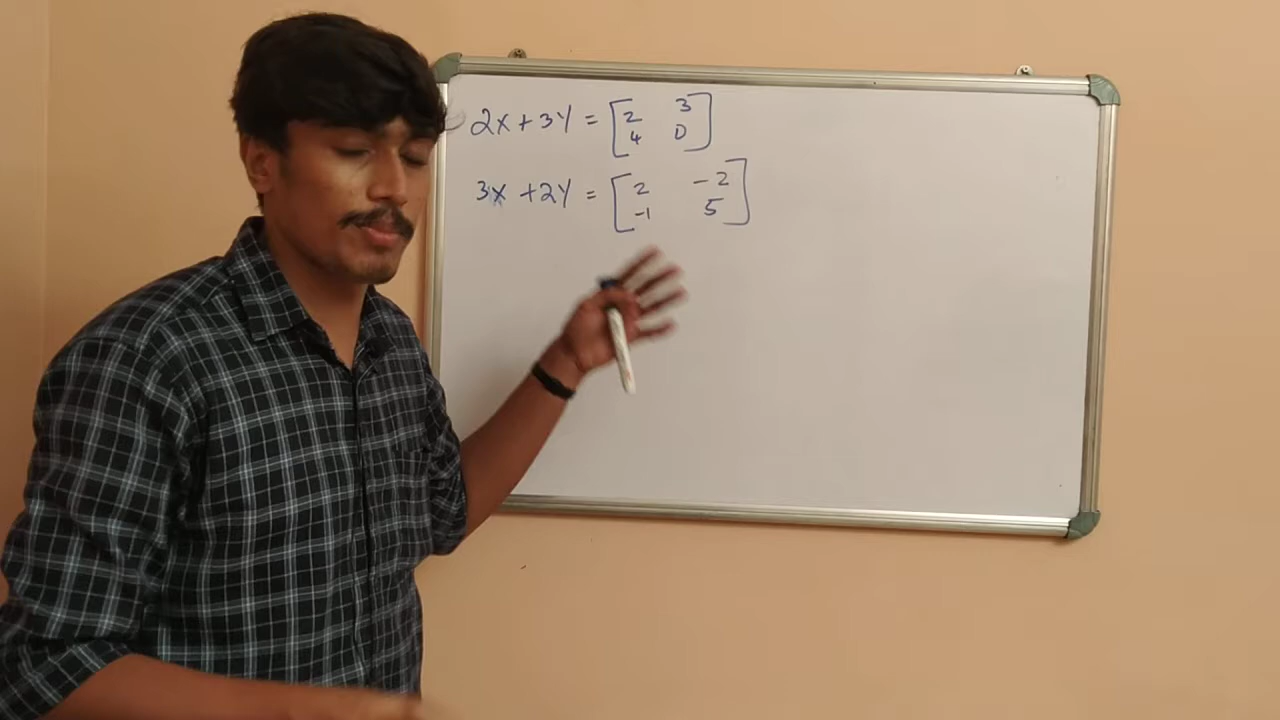 2x+3y = [2 3
4 0]
3x +2y = [2 -2
-1 5]